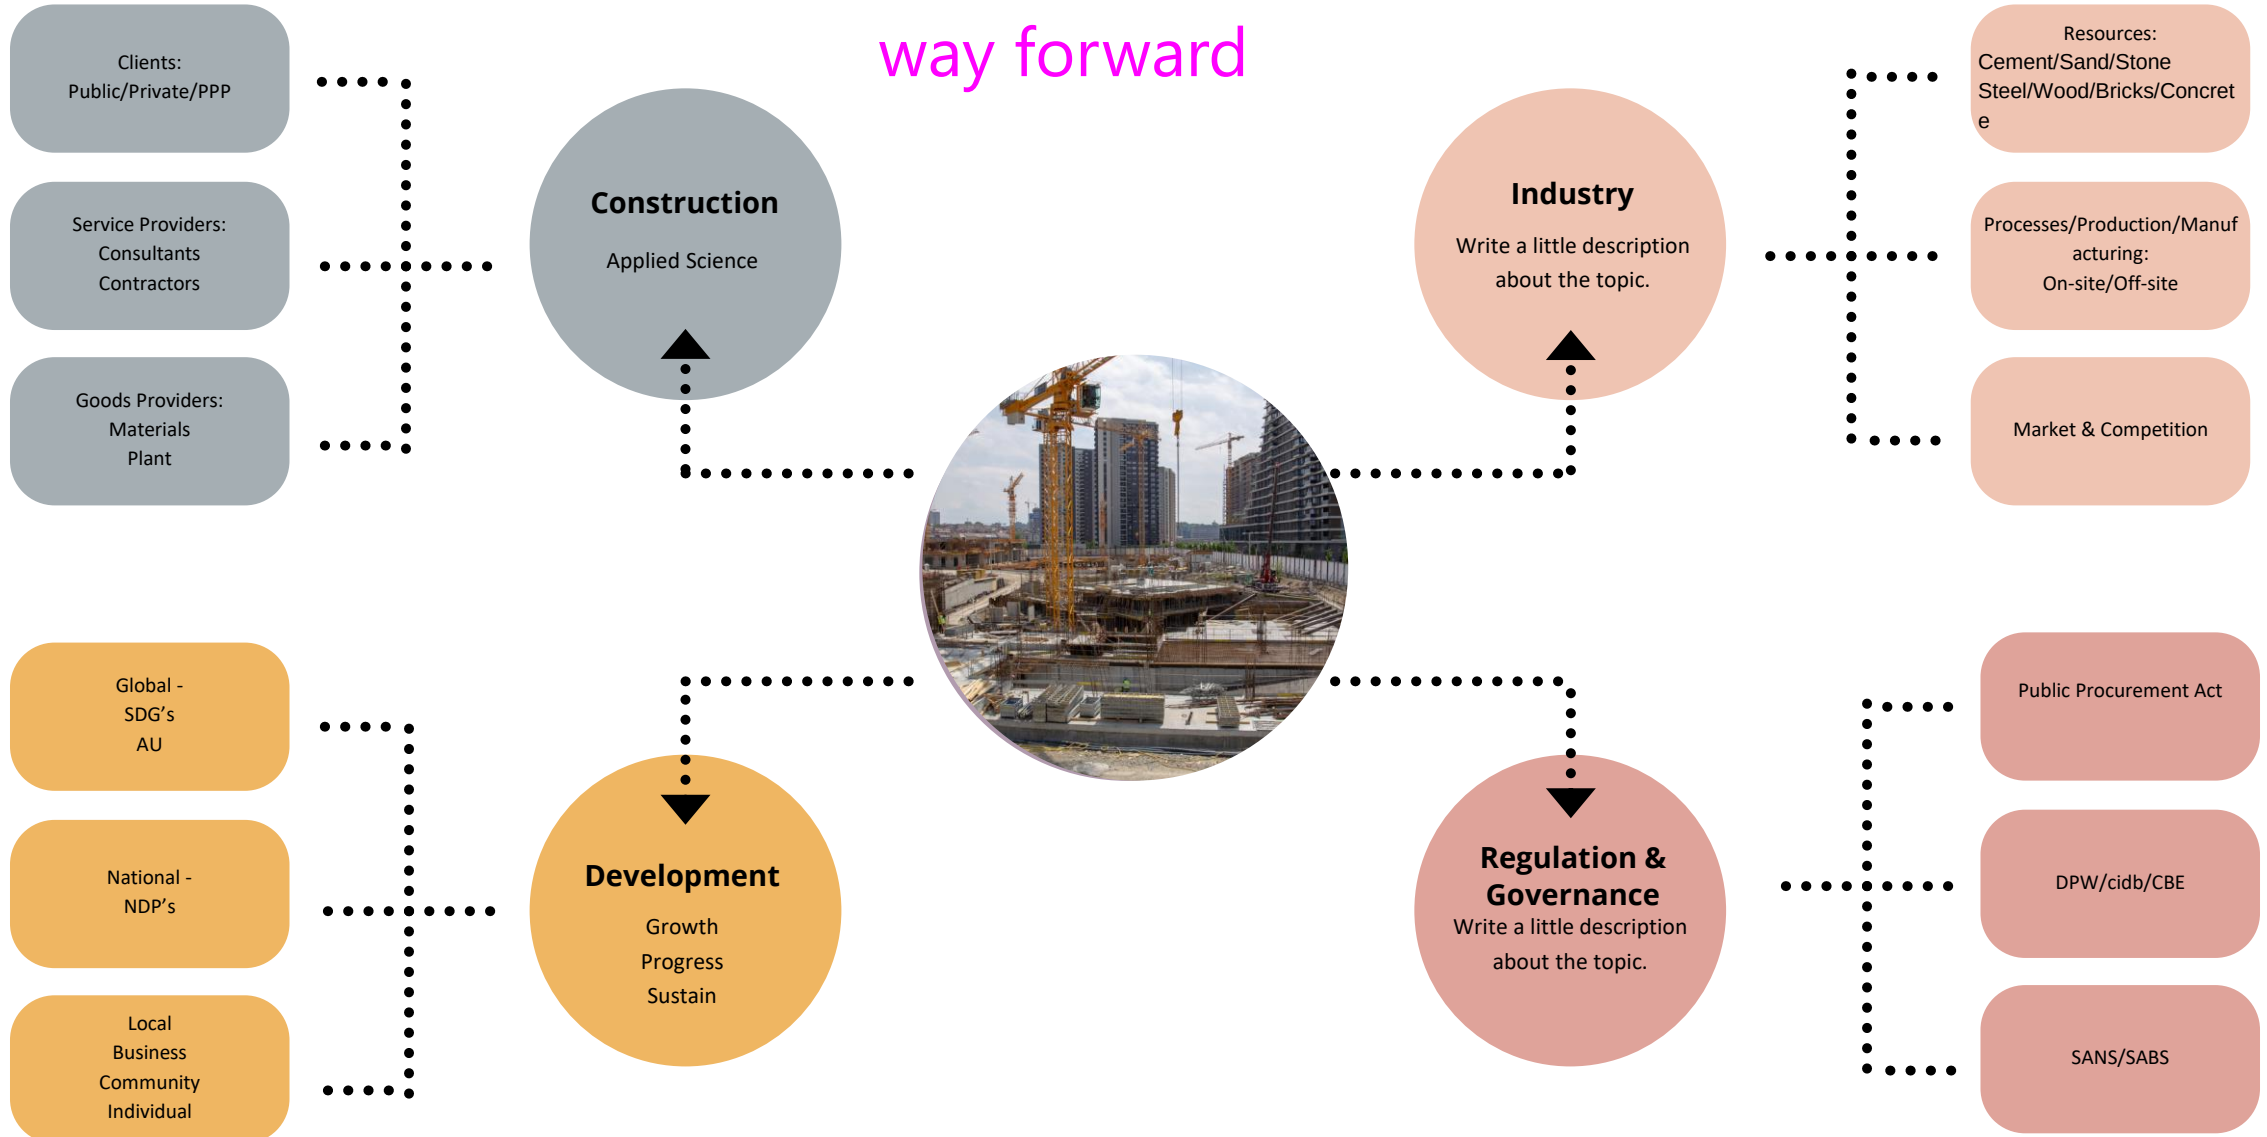 way forward
Clients:
Public/Private/PPP
Service Providers:
Consultants
Contractors
Goods Providers:
Materials
Plant
Construction
Applied Science
Industry
Write a little description
about the topic.
Resources:
Cement/Sand/Stone
Steel/Wood/Bricks/Concret
e
Processes/Production/Manuf
acturing:
On-site/Off-site
Market & Competition
Global -
SDG’s
AU
National -
NDP’s
Local
Business
Community
Individual
Development
Growth
Progress
Sustain
Regulation &
Governance
Write a little description
about the topic.
Public Procurement Act
DPW/cidb/CBE
SANS/SABS